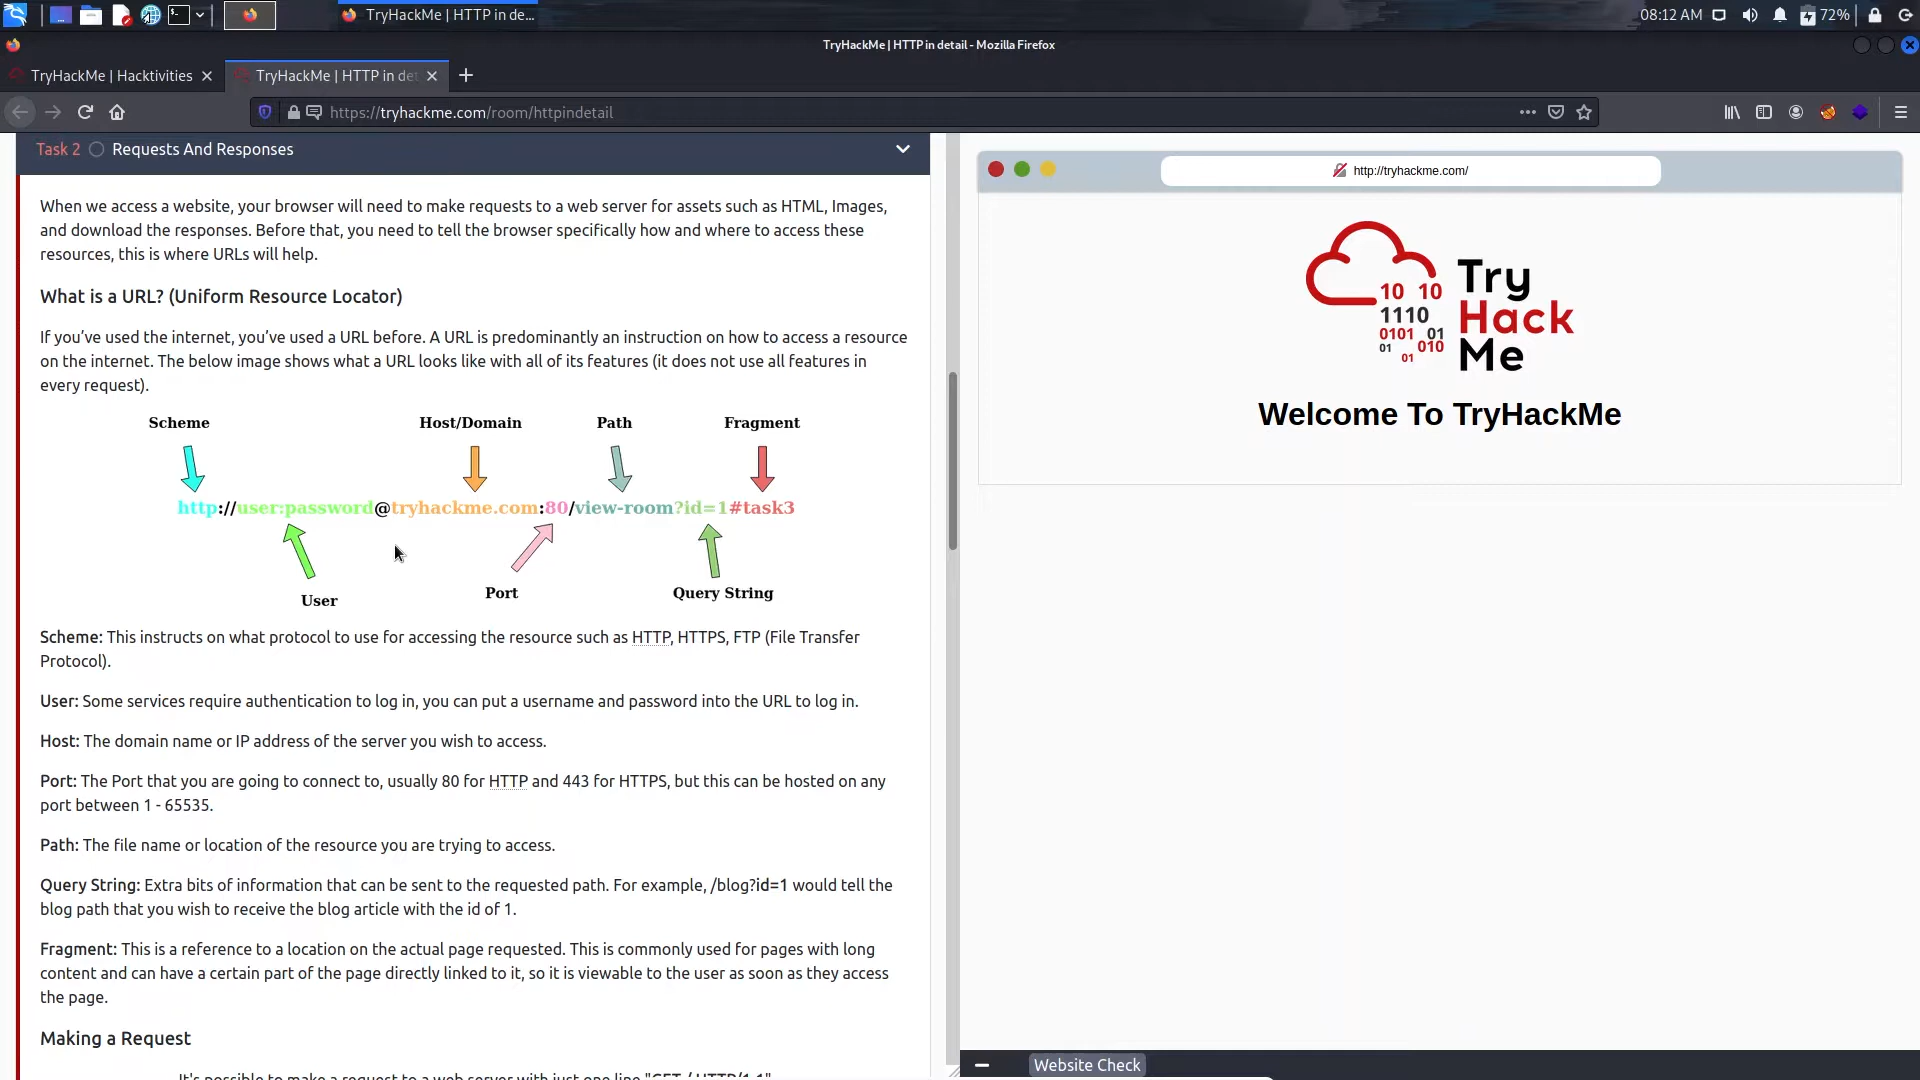 TryHackMe | HTTP in de...
08:12 AM
72%
TryHackMe | HTTP in detail - Mozilla Firefox
TryHackMe | Hacktivities
TryHackMe | HTTP in det
https://tryhackme.com/room/httpindetail
Task 2 Requests And Responses
When we access a website, your browser will need to make requests to a web server for assets such as HTML, Images,
and download the responses. Before that, you need to tell the browser specifically how and where to access these
resources, this is where URLs will help.
What is a URL? (Uniform Resource Locator)
If you’ve used the internet, you’ve used a URL before. A URL is predominantly an instruction on how to access a resource
on the internet. The below image shows what a URL looks like with all of its features (it does not use all features in
every request).
Scheme Host/Domain Path Fragment
http://user:password@tryhackme.com:80/view-room?id=1#task3
User Port Query String
Scheme: This instructs on what protocol to use for accessing the resource such as HTTP, HTTPS, FTP (File Transfer
Protocol).
User: Some services require authentication to log in, you can put a username and password into the URL to log in.
Host: The domain name or IP address of the server you wish to access.
Port: The Port that you are going to connect to, usually 80 for HTTP and 443 for HTTPS, but this can be hosted on any
port between 1 - 65535.
Path: The file name or location of the resource you are trying to access.
Query String: Extra bits of information that can be sent to the requested path. For example, /blog?id=1 would tell the
blog path that you wish to receive the blog article with the id of 1.
Fragment: This is a reference to a location on the actual page requested. This is commonly used for pages with long
content and can have a certain part of the page directly linked to it, so it is viewable to the user as soon as they access
the page.
Making a Request
It's possible to make a request to a web server with just one line "GET / HTTP/1.1"
http://tryhackme.com/
10 10
1110
0101 01
01 010
01
Try
Hack
Me
Welcome To TryHackMe
Website Check